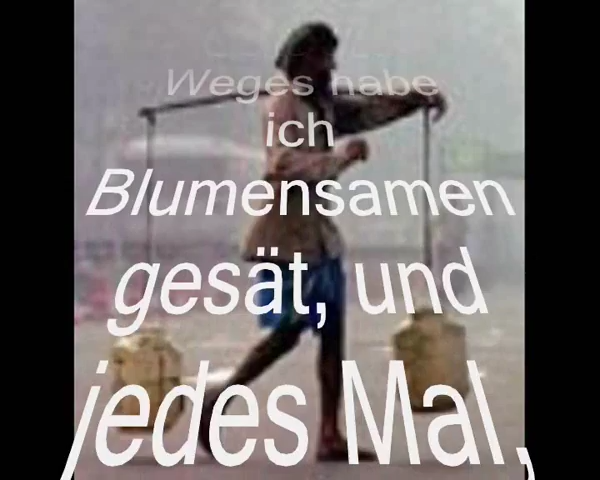 Weges habe
ich
Blumensamen
gesät, und
jedes Mal,